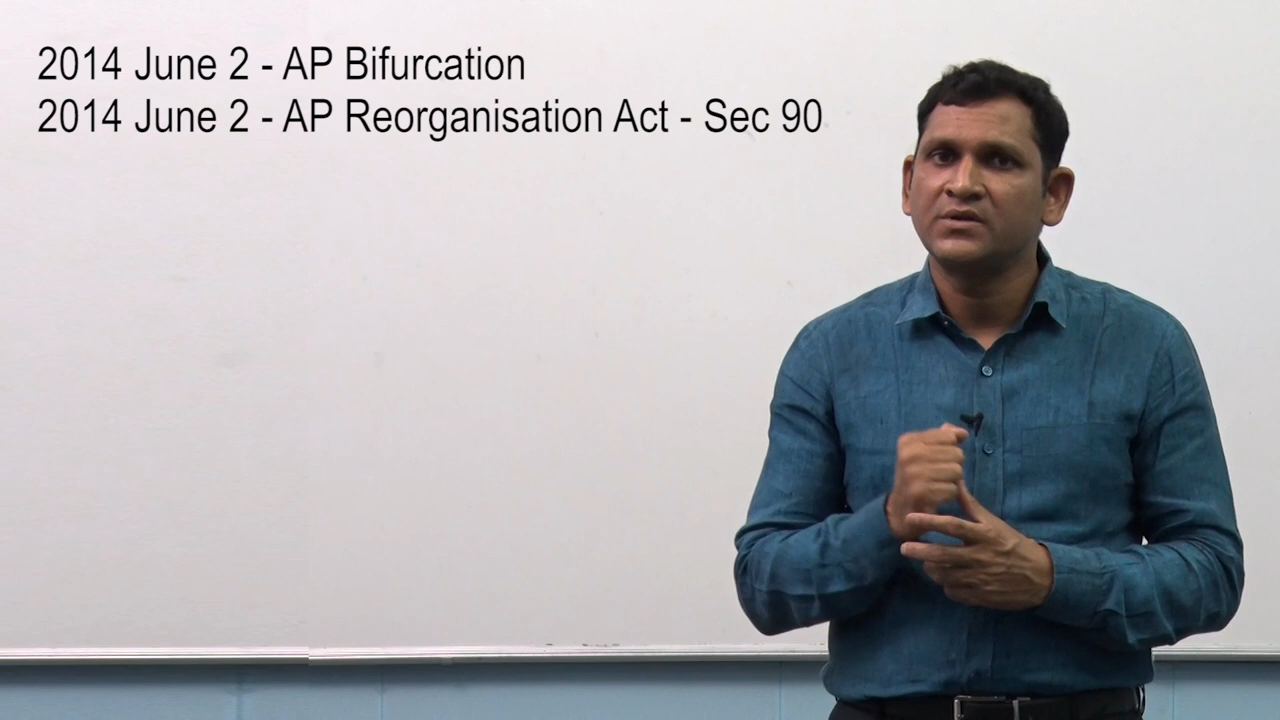 2014 June 2 - AP Bifurcation
2014 June 2 - AP Reorganisation Act - Sec 90